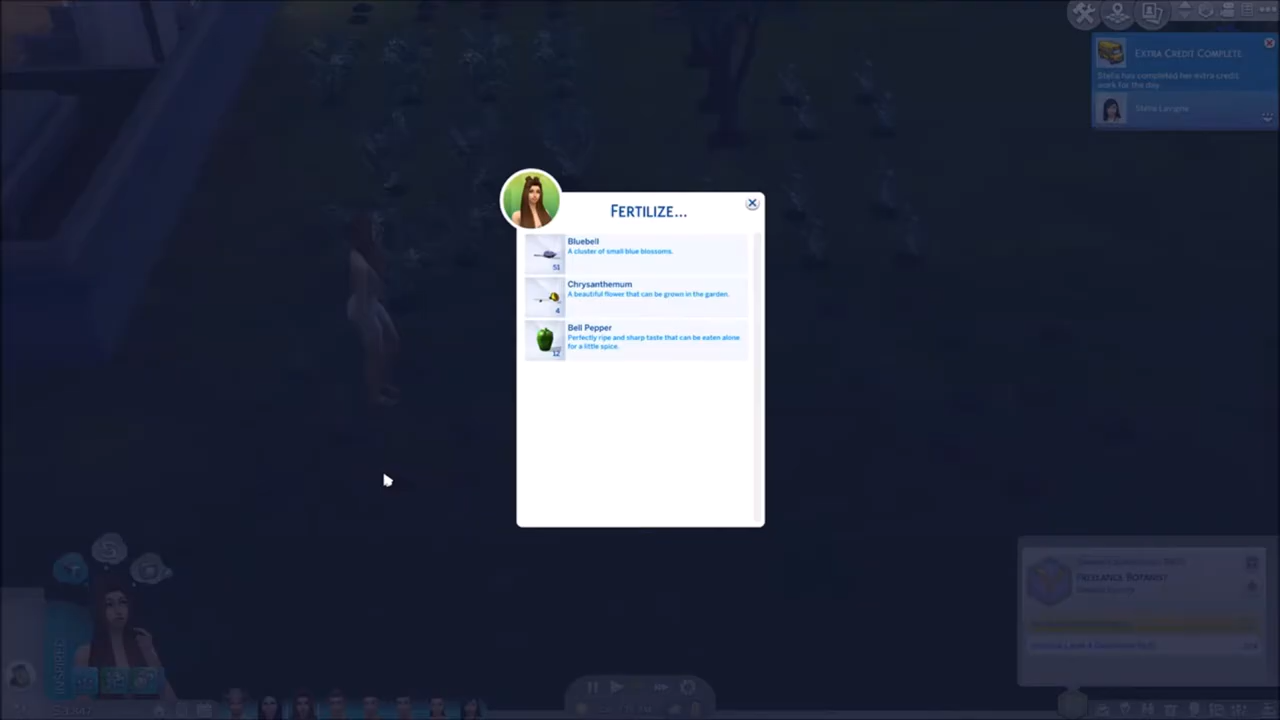 EXTRA CREDIT COMPLETE
Stella has completed her extra credit
work for the day.
FERTILIZE...
Bluebell
A cluster of small blue blossoms.
51
Chrysanthemum
A beautiful flower that can be grown in the garden.
4
Bell Pepper
Perfectly ripe and sharp taste that can be eaten alone
for a little spice.
12
FREELANCE BOTANIST
INSPIRED